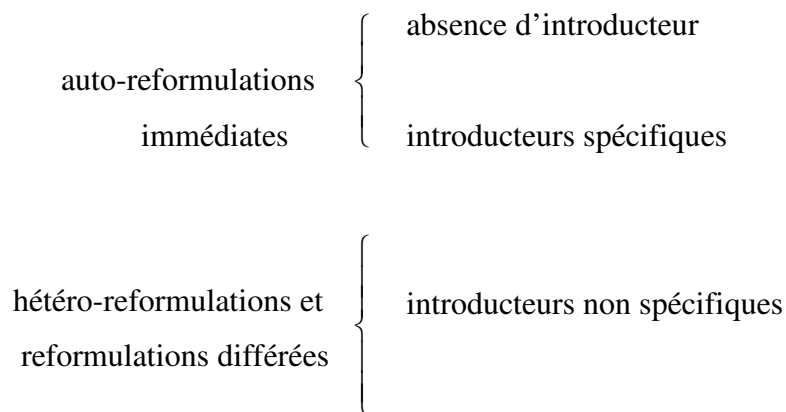 absence d’introducteur
auto-reformulations
immédiates
introducteurs spécifiques
hétéro-reformulations et
introducteurs non spécifiques
reformulations différées